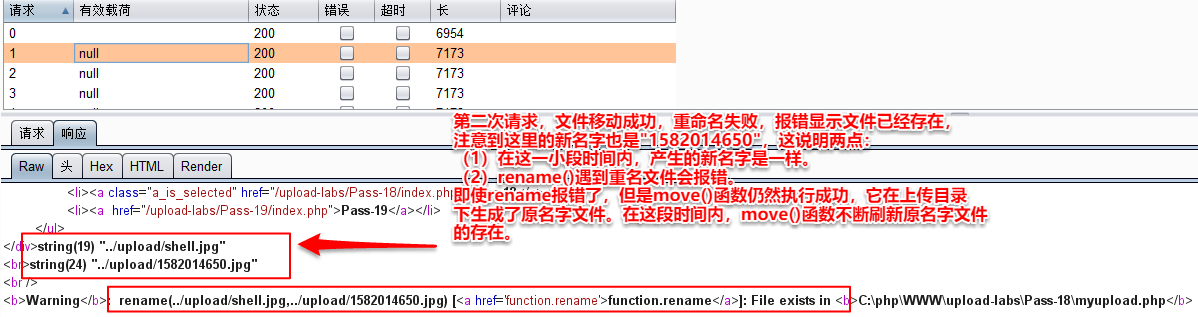 请求 有效载荷 状态 错误 超时 长 评论
0 200 6954
1 null 200 7173
2 null 200 7173
3 null 200 7173
请求 响应
第二次请求，文件移动成功，重命名失败，报错显示文件已经存在，
注意到这里的新名字也是"1582014650"，这说明两点：
（1）在这一小段时间内，产生的新名字是一样。
（2）rename()遇到重名文件会报错。
即使rename报错了，但是move()函数仍然执行成功，它在上传目录
下生成了原名字文件。在这段时间内，move()函数不断刷新原名字文件
的存在。
Raw 头 Hex HTML Render
<li><a class="a_is_selected" href="/upload-labs/Pass-18/index.php
<li><a href="/upload-labs/Pass-19/index.php">Pass-19</a></li>
</ul>
</div>string(19) "../upload/shell.jpg"
<br>string(24) "../upload/1582014650.jpg"
<br />
<b>Warning</b>: rename(../upload/shell.jpg,../upload/1582014650.jpg) [<a href='function.rename'>function.rename</a>]: File exists in <b>C:\php\WWW\upload-labs\Pass-18\myupload.php</b>